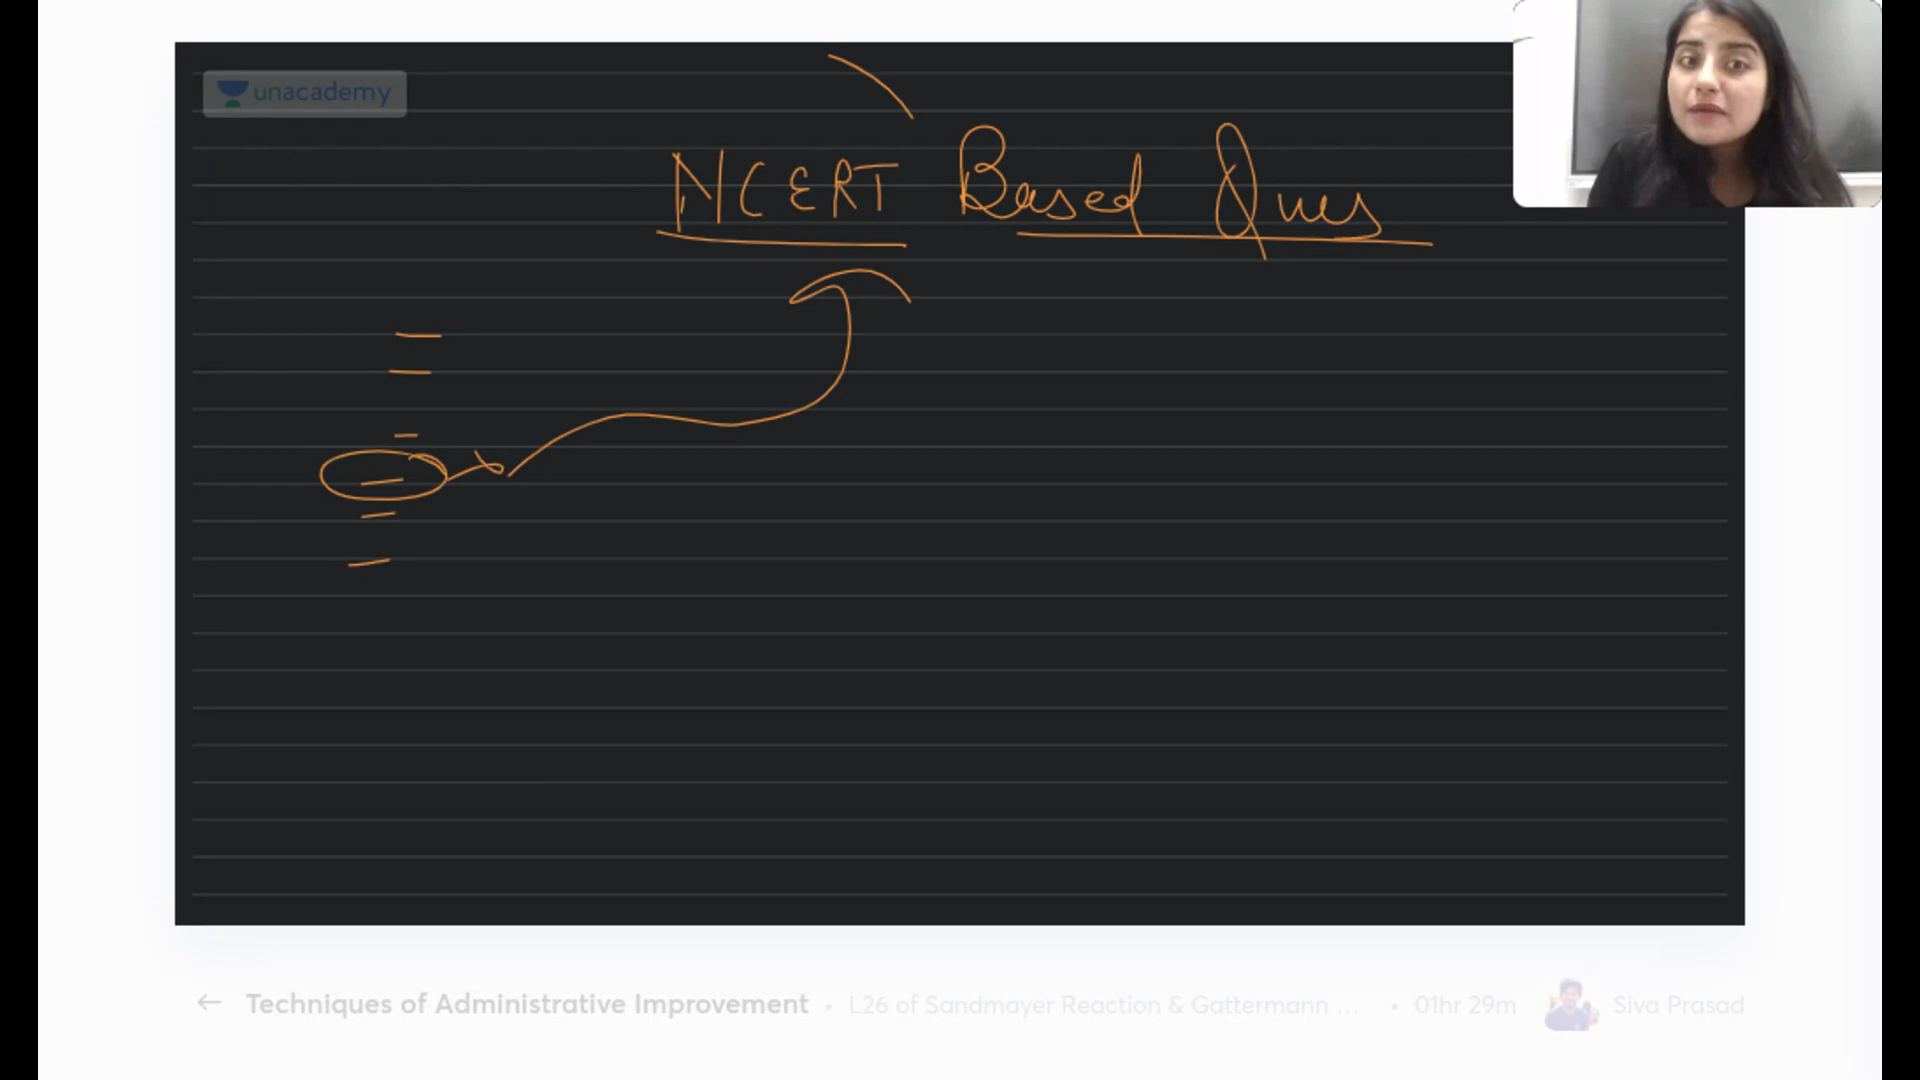 unacademy
NCERT Based Ques
Techniques of Administrative Improvement • L26 of Sandmayer Reaction & Gattermann ... • 01hr 29m Siva Prasad